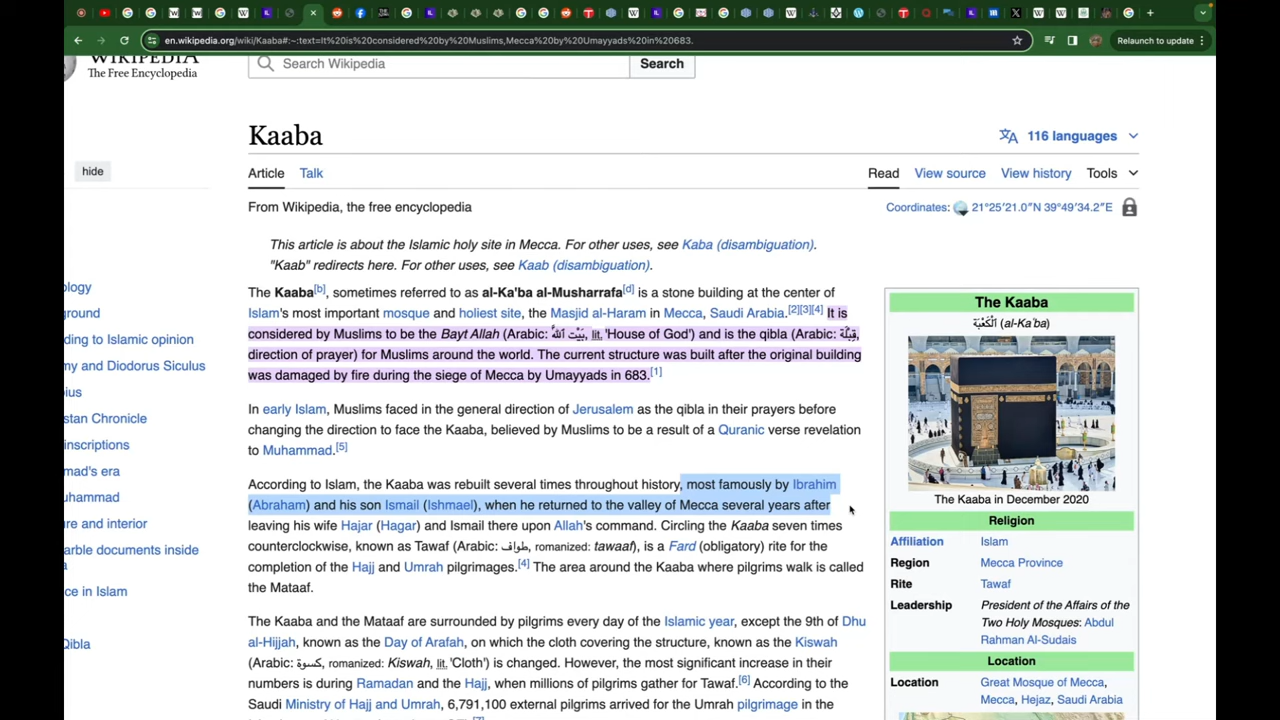 en.wikipedia.org/wiki/Kaaba#:~:text=It%20is%20considered%20by%20Muslims,Mecca%20by%20Umayyads%20in%20683.
Relaunch to update
WIKIPEDIA
The Free Encyclopedia
Search Wikipedia
Search
Kaaba
116 languages
hide
Article Talk
Read View source View history Tools
From Wikipedia, the free encyclopedia
Coordinates: 21°25′21.0″N 39°49′34.2″E
This article is about the Islamic holy site in Mecca. For other uses, see Kaba (disambiguation).
"Kaab" redirects here. For other uses, see Kaab (disambiguation).
The Kaaba[b], sometimes referred to as al-Ka'ba al-Musharrafa[d] is a stone building at the center of
Islam's most important mosque and holiest site, the Masjid al-Haram in Mecca, Saudi Arabia.[2][3][4] It is
considered by Muslims to be the Bayt Allah (Arabic: بَيْت ٱللَّٰه, lit. 'House of God') and is the qibla (Arabic: قِبْلَة,
direction of prayer) for Muslims around the world. The current structure was built after the original building
was damaged by fire during the siege of Mecca by Umayyads in 683.[1]
In early Islam, Muslims faced in the general direction of Jerusalem as the qibla in their prayers before
changing the direction to face the Kaaba, believed by Muslims to be a result of a Quranic verse revelation
to Muhammad.[5]
According to Islam, the Kaaba was rebuilt several times throughout history, most famously by Ibrahim
(Abraham) and his son Ismail (Ishmael), when he returned to the valley of Mecca several years after
leaving his wife Hajar (Hagar) and Ismail there upon Allah's command. Circling the Kaaba seven times
counterclockwise, known as Tawaf (Arabic: طواف, romanized: tawaaf), is a Fard (obligatory) rite for the
completion of the Hajj and Umrah pilgrimages.[4] The area around the Kaaba where pilgrims walk is called
the Mataaf.
The Kaaba and the Mataaf are surrounded by pilgrims every day of the Islamic year, except the 9th of Dhu
al-Hijjah, known as the Day of Arafah, on which the cloth covering the structure, known as the Kiswah
(Arabic: كسوة, romanized: Kiswah, lit. 'Cloth') is changed. However, the most significant increase in their
numbers is during Ramadan and the Hajj, when millions of pilgrims gather for Tawaf.[6] According to the
Saudi Ministry of Hajj and Umrah, 6,791,100 external pilgrims arrived for the Umrah pilgrimage in the
ology
ground
ding to Islamic opinion
my and Diodorus Siculus
ius
stan Chronicle
inscriptions
mad's era
uhammad
ture and interior
arble documents inside
a
ce in Islam
Qibla
The Kaaba
ٱلْكَعْبَة (al-Kaʿba)
The Kaaba in December 2020
Religion
Affiliation Islam
Region Mecca Province
Rite Tawaf
Leadership President of the Affairs of the
Two Holy Mosques: Abdul
Rahman Al-Sudais
Location
Location Great Mosque of Mecca,
Mecca, Hejaz, Saudi Arabia